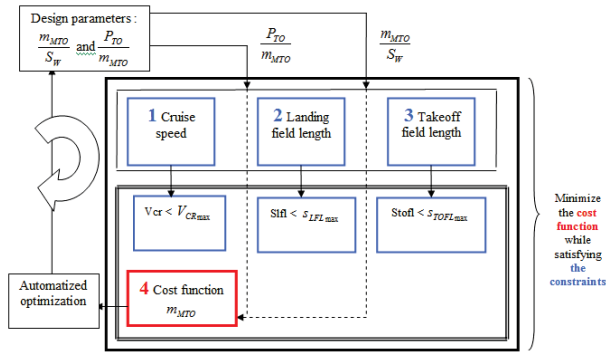 Design parameters :
m_MTO / S_W and P_TO / m_MTO
P_TO / m_MTO
m_MTO / S_W
1 Cruise
speed
2 Landing
field length
3 Takeoff
field length
Vcr < V_CRmax
Slfl < s_LFLmax
Stofl < s_TOFLmax
Minimize
the cost
function
while
satisfying
the
constraints
Automatized
optimization
4 Cost function
m_MTO